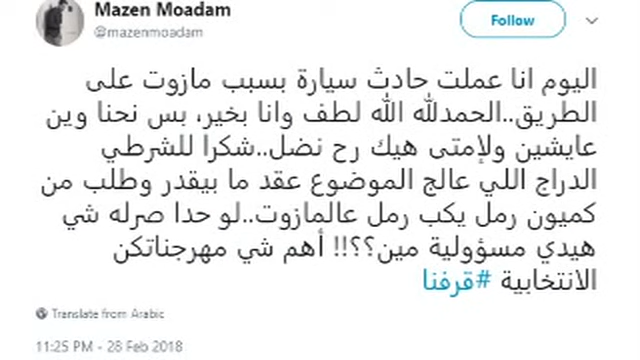 Mazen Moadam
@mazenmoadam
Follow
اليوم انا عملت حادث سيارة بسبب مازوت على
الطريق..الحمدلله الله لطف وانا بخير، بس نحنا وين
عايشين ولإمتى هيك رح نضل..شكرا للشرطي
الدراج اللي عالج الموضوع عقد ما بيقدر وطلب من
كميون رمل يكب رمل عالمازوت..لو حدا صرله شي
هيدي مسؤولية مين؟؟!! أهم شي مهرجناتكن
الانتخابية #قرفنا
Translate from Arabic
11:25 PM - 28 Feb 2018